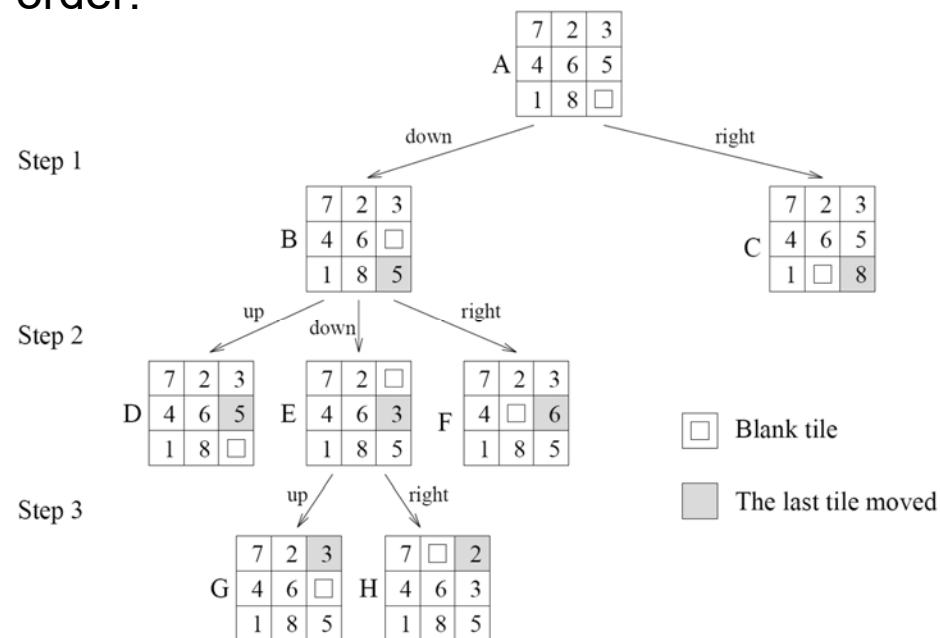 order:
7 2 3
A 4 6 5
1 8
down right
Step 1
7 2 3 7 2 3
B 4 6 C 4 6 5
1 8 5 1 8
up down right
Step 2
7 2 3 7 2 7 2 3
D 4 6 5 E 4 6 3 F 4 6
1 8 1 8 5 1 8 5
Blank tile
The last tile moved
up right
Step 3
7 2 3 7 2
G 4 6 H 4 6 3
1 8 5 1 8 5